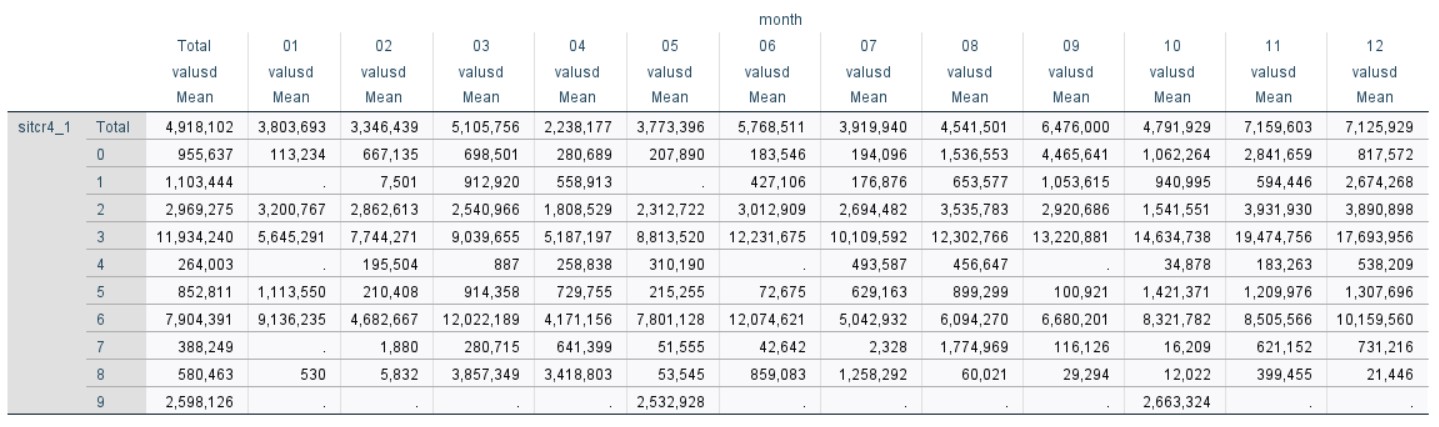 month
Total 01 02 03 04 05 06 07 08 09 10 11 12
valusd valusd valusd valusd valusd valusd valusd valusd valusd valusd valusd valusd valusd
Mean Mean Mean Mean Mean Mean Mean Mean Mean Mean Mean Mean Mean
sitcr4_1 Total 4,918,102 3,803,693 3,346,439 5,105,756 2,238,177 3,773,396 5,768,511 3,919,940 4,541,501 6,476,000 4,791,929 7,159,603 7,125,929
0 955,637 113,234 667,135 698,501 280,689 207,890 183,546 194,096 1,536,553 4,465,641 1,062,264 2,841,659 817,572
1 1,103,444 . 7,501 912,920 558,913 . 427,106 176,876 653,577 1,053,615 940,995 594,446 2,674,268
2 2,969,275 3,200,767 2,862,613 2,540,966 1,808,529 2,312,722 3,012,909 2,694,482 3,535,783 2,920,686 1,541,551 3,931,930 3,890,898
3 11,934,240 5,645,291 7,744,271 9,039,655 5,187,197 8,813,520 12,231,675 10,109,592 12,302,766 13,220,881 14,634,738 19,474,756 17,693,956
4 264,003 . 195,504 887 258,838 310,190 . 493,587 456,647 . 34,878 183,263 538,209
5 852,811 1,113,550 210,408 914,358 729,755 215,255 72,675 629,163 899,299 100,921 1,421,371 1,209,976 1,307,696
6 7,904,391 9,136,235 4,682,667 12,022,189 4,171,156 7,801,128 12,074,621 5,042,932 6,094,270 6,680,201 8,321,782 8,505,566 10,159,560
7 388,249 . 1,880 280,715 641,399 51,555 42,642 2,328 1,774,969 116,126 16,209 621,152 731,216
8 580,463 530 5,832 3,857,349 3,418,803 53,545 859,083 1,258,292 60,021 29,294 12,022 399,455 21,446
9 2,598,126 . . . . 2,532,928 . . . . 2,663,324 . .